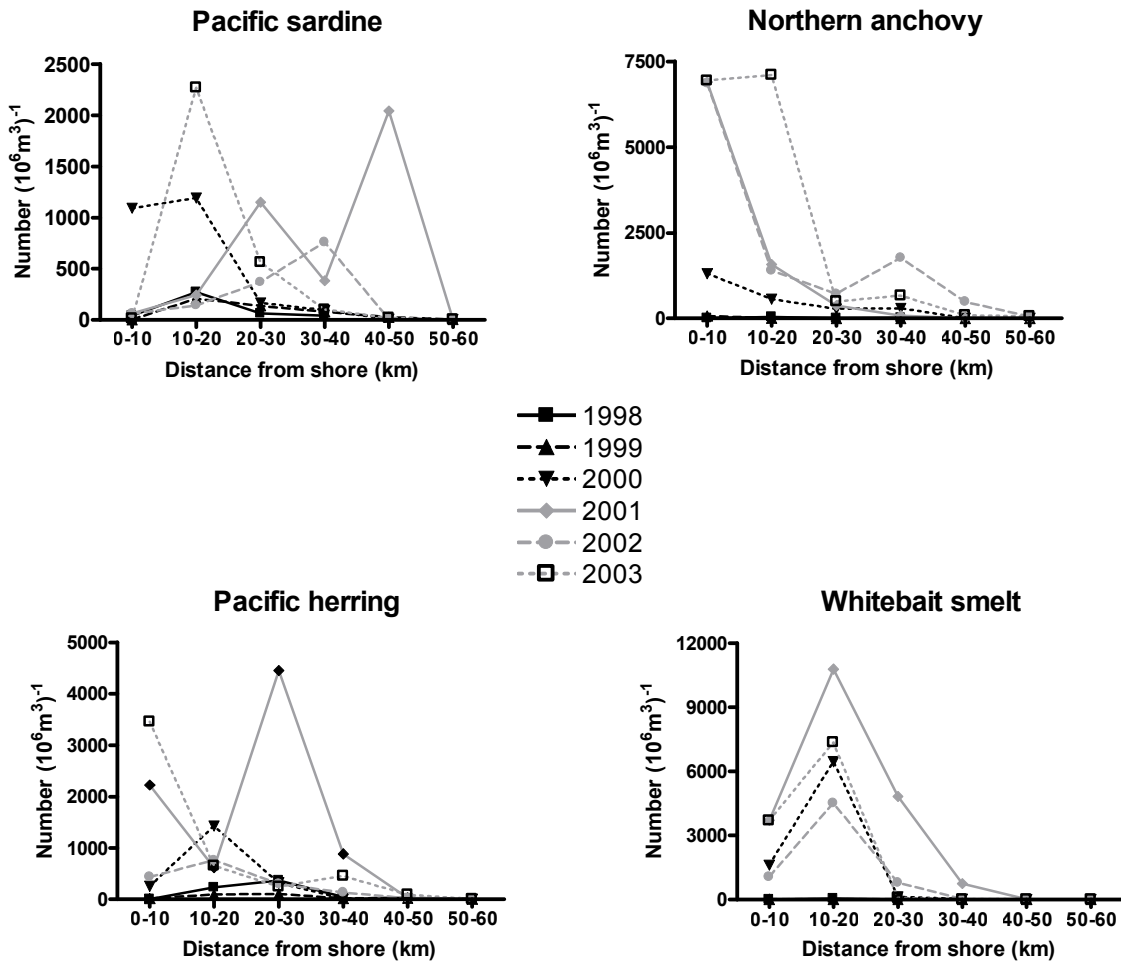 Pacific sardine
Number (10⁶m³)⁻¹
2500
2000
1500
1000
500
0
0-10 10-20 20-30 30-40 40-50 50-60
Distance from shore (km)
Northern anchovy
Number (10⁶m³)⁻¹
7500
5000
2500
0
0-10 10-20 20-30 30-40 40-50 50-60
Distance from shore (km)
1998
1999
2000
2001
2002
2003
Pacific herring
Number (10⁶m³)⁻¹
5000
4000
3000
2000
1000
0
0-10 10-20 20-30 30-40 40-50 50-60
Distance from shore (km)
Whitebait smelt
Number (10⁶m³)⁻¹
12000
9000
6000
3000
0
0-10 10-20 20-30 30-40 40-50 50-60
Distance from shore (km)